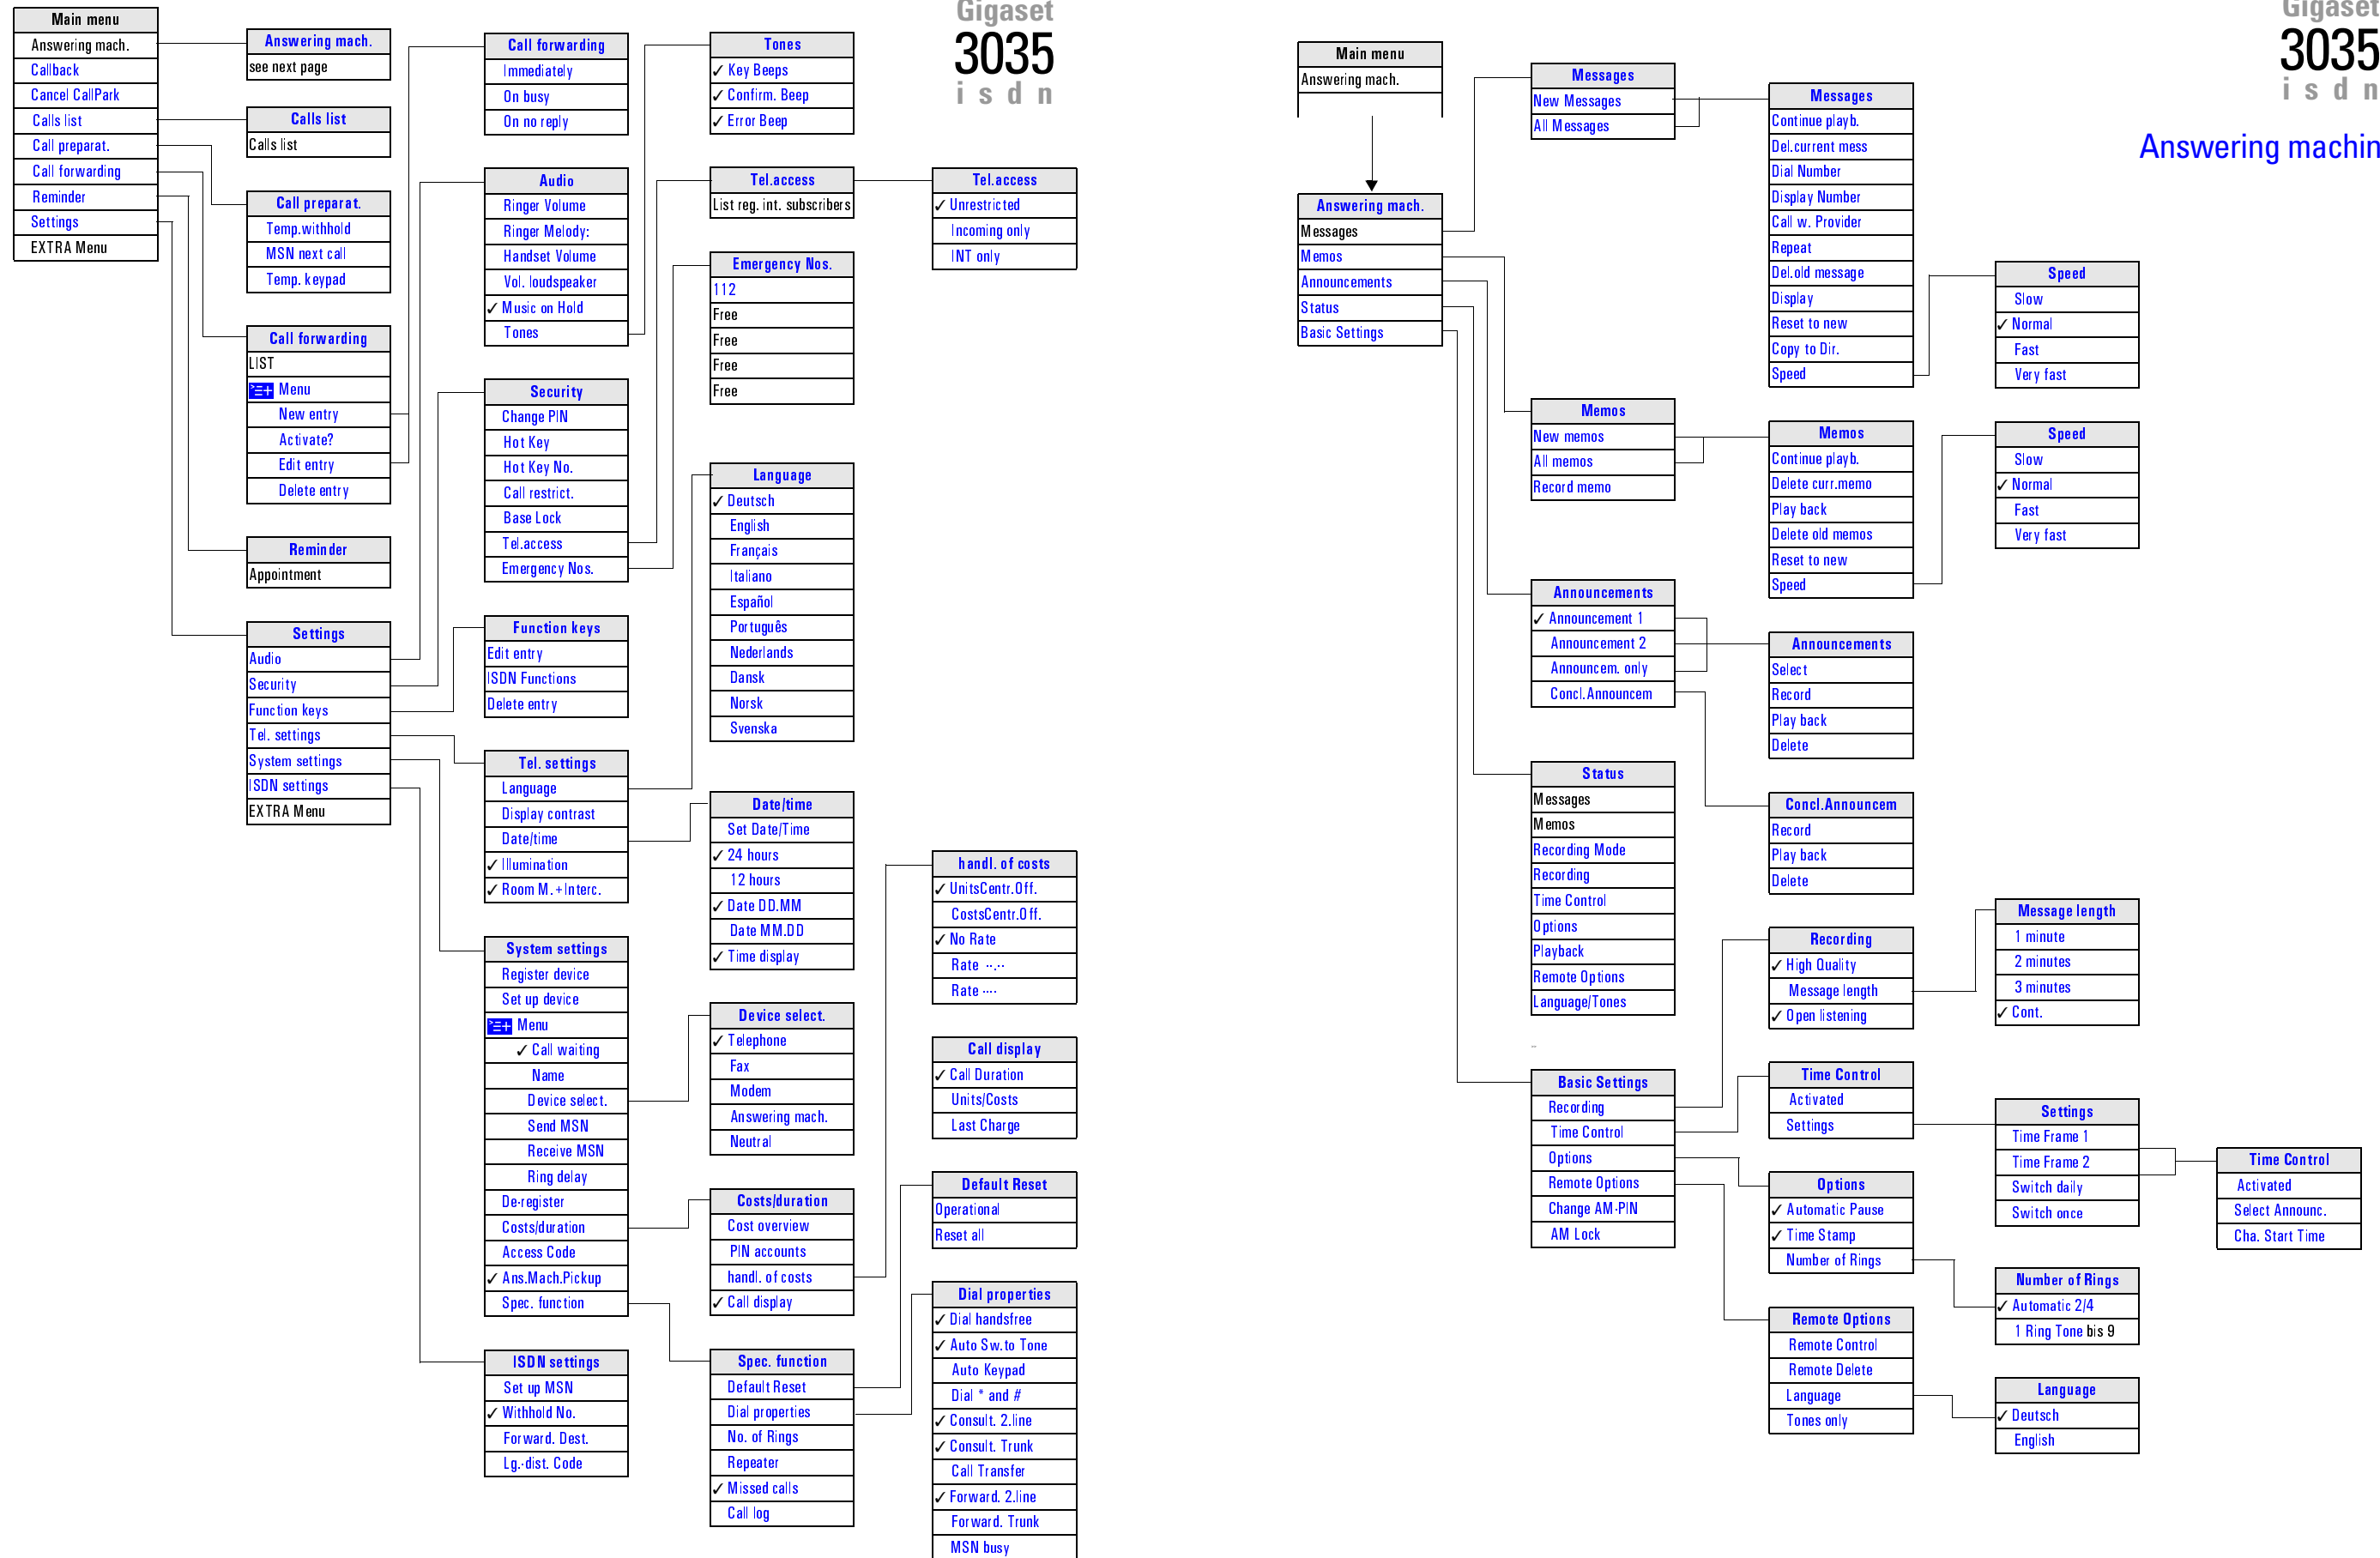 Main menu
Answering mach.
Callback
Cancel CallPark
Calls list
Call preparat.
Call forwarding
Reminder
Settings
EXTRA Menu
Answering mach.
see next page
Calls list
Calls list
Call preparat.
Temp.withhold
MSN next call
Temp. keypad
Call forwarding
LIST
Menu
New entry
Activate?
Edit entry
Delete entry
Reminder
Appointment
Settings
Audio
Security
Function keys
Tel. settings
System settings
ISDN settings
EXTRA Menu
Call forwarding
Immediately
On busy
On no reply
Audio
Ringer Volume
Ringer Melody:
Handset Volume
Vol. loudspeaker
✓ Music on Hold
Tones
Security
Change PIN
Hot Key
Hot Key No.
Call restrict.
Base Lock
Tel.access
Emergency Nos.
Function keys
Edit entry
ISDN Functions
Delete entry
Tel. settings
Language
Display contrast
Date/time
✓ Illumination
✓ Room M.+Interc.
System settings
Register device
Set up device
Menu
✓ Call waiting
Name
Device select.
Send MSN
Receive MSN
Ring delay
De-register
Costs/duration
Access Code
✓ Ans.Mach.Pickup
Spec. function
ISDN settings
Set up MSN
✓ Withhold No.
Forward. Dest.
Lg.-dist. Code
Tones
✓ Key Beeps
✓ Confirm. Beep
✓ Error Beep
Tel.access
List reg. int. subscribers
Emergency Nos.
112
Free
Free
Free
Free
Language
✓ Deutsch
English
Français
Italiano
Español
Português
Nederlands
Dansk
Norsk
Svenska
Date/time
Set Date/Time
✓ 24 hours
12 hours
✓ Date DD.MM
Date MM.DD
✓ Time display
Device select.
✓ Telephone
Fax
Modem
Answering mach.
Neutral
Costs/duration
Cost overview
PIN accounts
handl. of costs
✓ Call display
Spec. function
Default Reset
Dial properties
No. of Rings
Repeater
✓ Missed calls
Call log
Gigaset
3035
isdn
Tel.access
✓ Unrestricted
Incoming only
INT only
handl. of costs
✓ UnitsCentr.Off.
CostsCentr.Off.
✓ No Rate
Rate --.--
Rate ----
Call display
✓ Call Duration
Units/Costs
Last Charge
Default Reset
Operational
Reset all
Dial properties
✓ Dial handsfree
✓ Auto Sw.to Tone
Auto Keypad
Dial * and #
✓ Consult. 2.line
✓ Consult. Trunk
Call Transfer
✓ Forward. 2.line
Forward. Trunk
MSN busy
Main menu
Answering mach.
Answering mach.
Messages
Memos
Announcements
Status
Basic Settings
Messages
New Messages
All Messages
Memos
New memos
All memos
Record memo
Announcements
✓ Announcement 1
Announcement 2
Announcem. only
Concl.Announcem
Status
Messages
Memos
Recording Mode
Recording
Time Control
Options
Playback
Remote Options
Language/Tones
Basic Settings
Recording
Time Control
Options
Remote Options
Change AM-PIN
AM Lock
Messages
Continue playb.
Del.current mess
Dial Number
Display Number
Call w. Provider
Repeat
Del.old message
Display
Reset to new
Copy to Dir.
Speed
Memos
Continue playb.
Delete curr.memo
Play back
Delete old memos
Reset to new
Speed
Announcements
Select
Record
Play back
Delete
Concl.Announcem
Record
Play back
Delete
Recording
✓ High Quality
Message length
✓ Open listening
Time Control
Activated
Settings
Options
✓ Automatic Pause
✓ Time Stamp
Number of Rings
Remote Options
Remote Control
Remote Delete
Language
Tones only
Gigaset
3035
isdn
Answering machin
Speed
Slow
✓ Normal
Fast
Very fast
Speed
Slow
✓ Normal
Fast
Very fast
Message length
1 minute
2 minutes
3 minutes
✓ Cont.
Settings
Time Frame 1
Time Frame 2
Switch daily
Switch once
Number of Rings
✓ Automatic 2/4
1 Ring Tone bis 9
Language
✓ Deutsch
English
Time Control
Activated
Select Announc.
Cha. Start Time